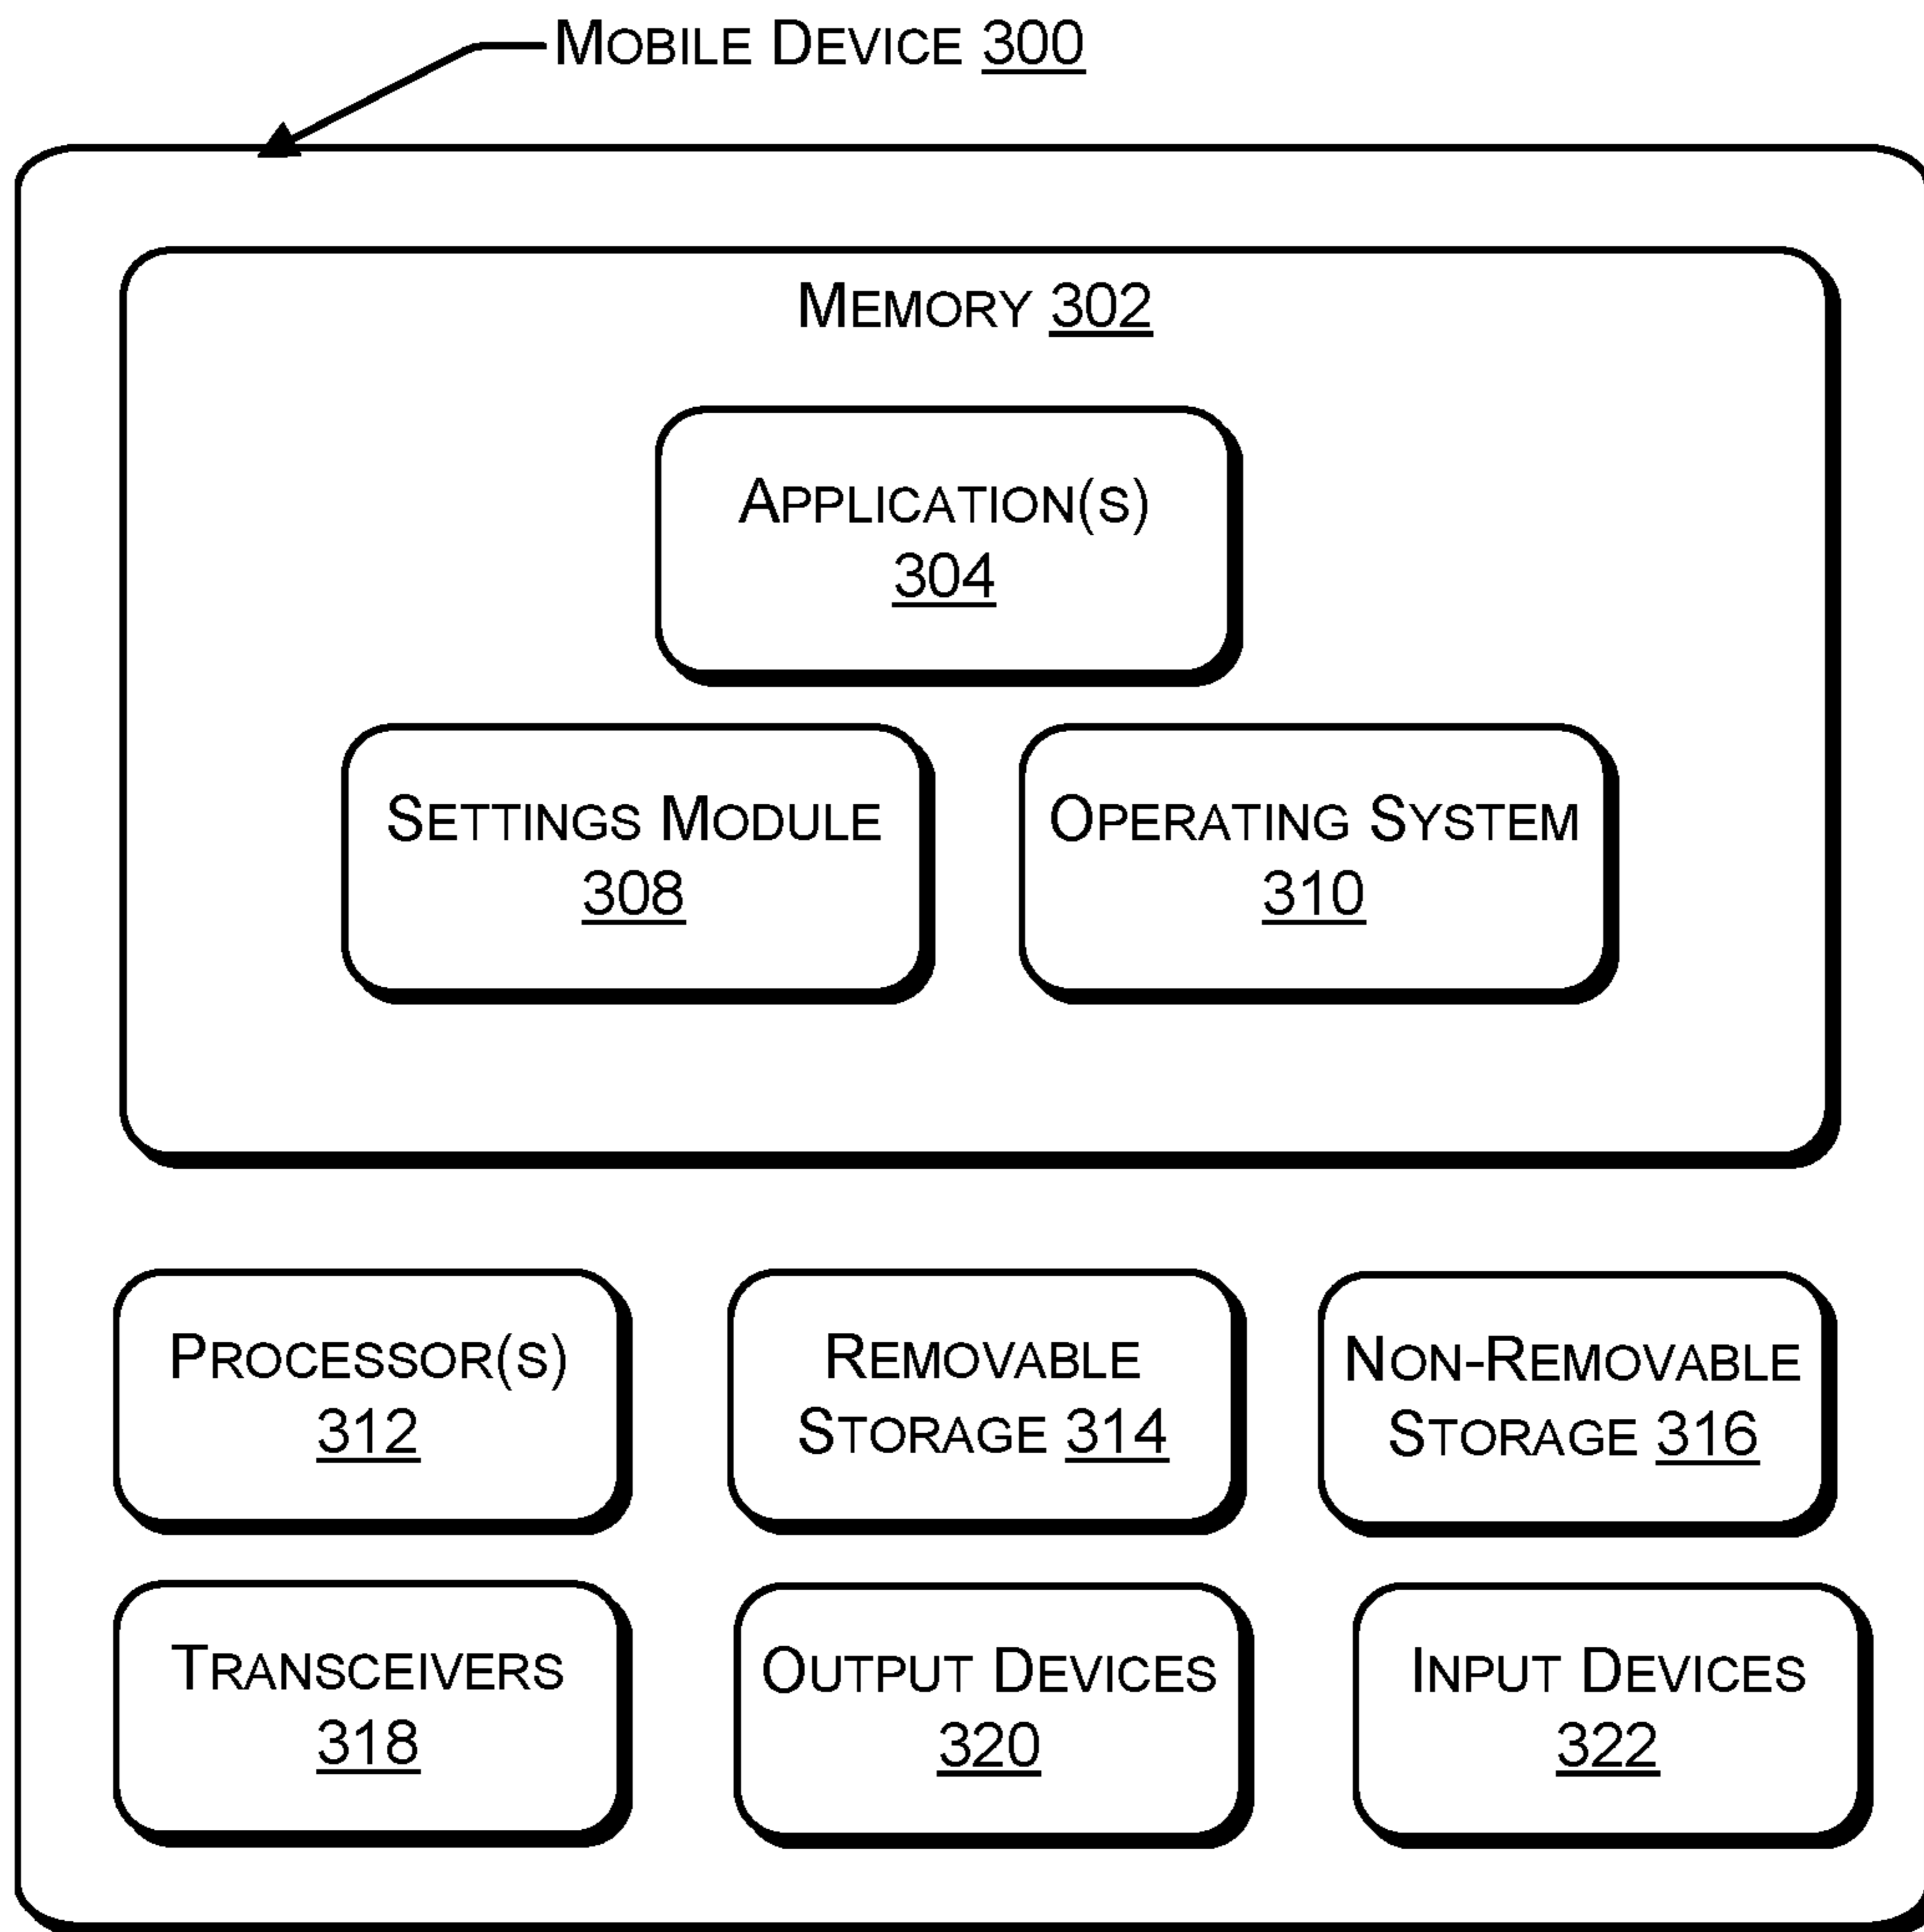 MOBILE DEVICE 300
MEMORY 302
APPLICATION(S)
304
SETTINGS MODULE
308
OPERATING SYSTEM
310
PROCESSOR(S)
312
REMOVABLE
STORAGE 314
NON-REMOVABLE
STORAGE 316
TRANSCEIVERS
318
OUTPUT DEVICES
320
INPUT DEVICES
322